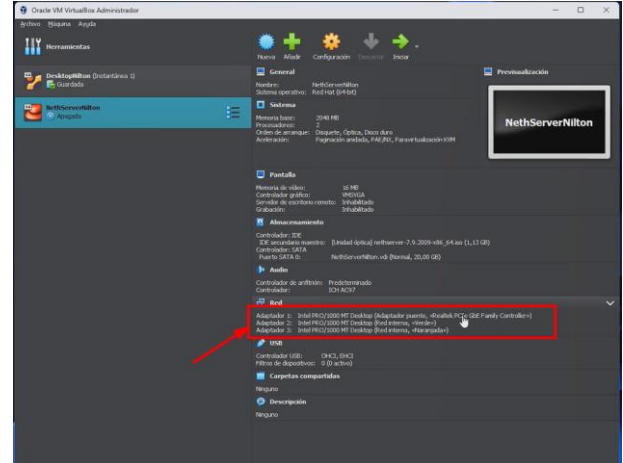 Oracle VM VirtualBox Administrador
Archivo Máquina Ayuda
Herramientas
Nueva Añadir Configuración Descartar Iniciar
DesktopNilton (Instantánea 1)
Guardada
NethServerNilton
Apagada
General
Nombre: NethServerNilton
Sistema operativo: Red Hat (64-bit)
Previsualización
NethServerNilton
Sistema
Memoria base: 2048 MB
Procesadores: 2
Orden de arranque: Disquete, Óptica, Disco duro
Aceleración: Paginación anidada, PAE/NX, Paravirtualización KVM
Pantalla
Memoria de vídeo: 16 MB
Controlador gráfico: VMSVGA
Servidor de escritorio remoto: Inhabilitado
Grabación: Inhabilitado
Almacenamiento
Controlador: IDE
IDE secundario maestro: [Unidad óptica] nethserver-7.9.2009-x86_64.iso (1,13 GB)
Controlador: SATA
Puerto SATA 0: NethServerNilton.vdi (Normal, 20,00 GB)
Audio
Controlador de anfitrión: Predeterminado
Controlador: ICH AC97
Red
Adaptador 1: Intel PRO/1000 MT Desktop (Adaptador puente, «Realtek PCIe GbE Family Controller»)
Adaptador 2: Intel PRO/1000 MT Desktop (Red interna, «Verde»)
Adaptador 3: Intel PRO/1000 MT Desktop (Red interna, «Naranjada»)
USB
Controlador USB: OHCI, EHCI
Filtros de dispositivos: 0 (0 activo)
Carpetas compartidas
Ninguno
Descripción
Ninguno